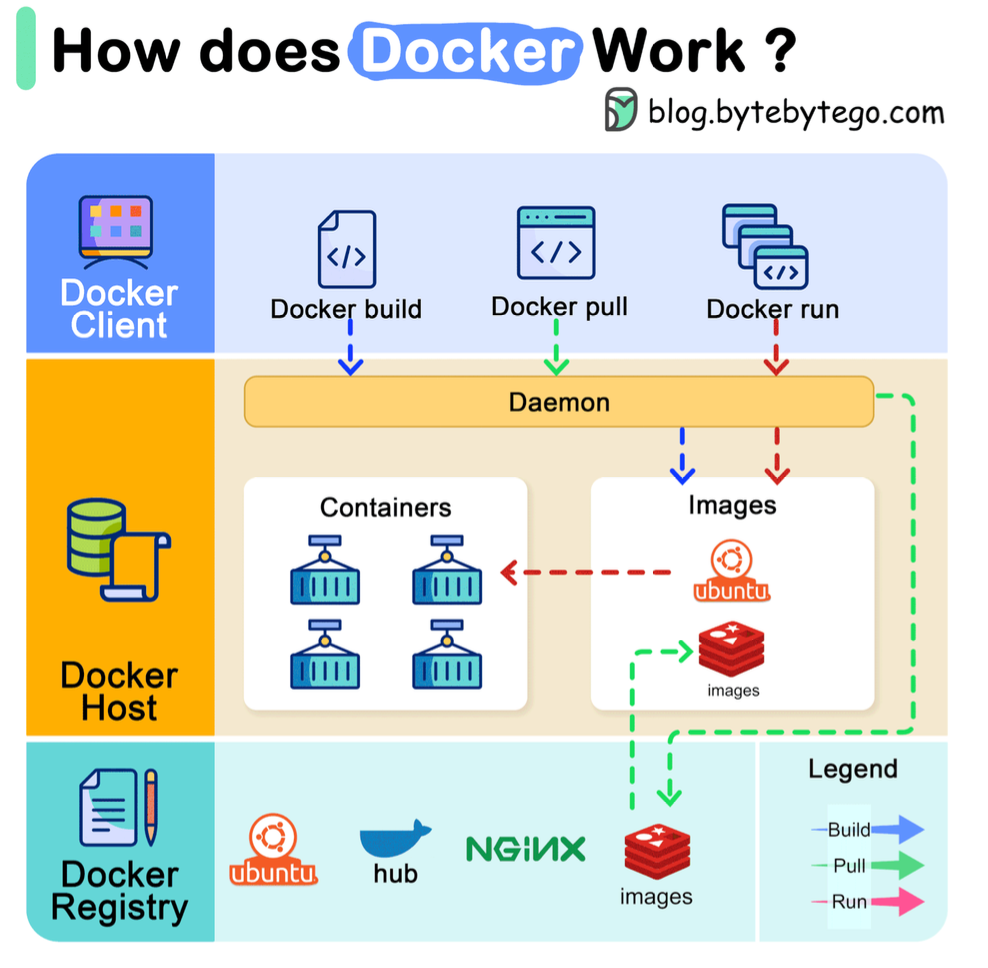 How does Docker Work ?
blog.bytebytego.com
Docker
Client
Docker build
Docker pull
Docker run
Docker
Host
Daemon
Containers
Images
ubuntu
images
Docker
Registry
ubuntu
hub
NGINX
images
Legend
Build
Pull
Run